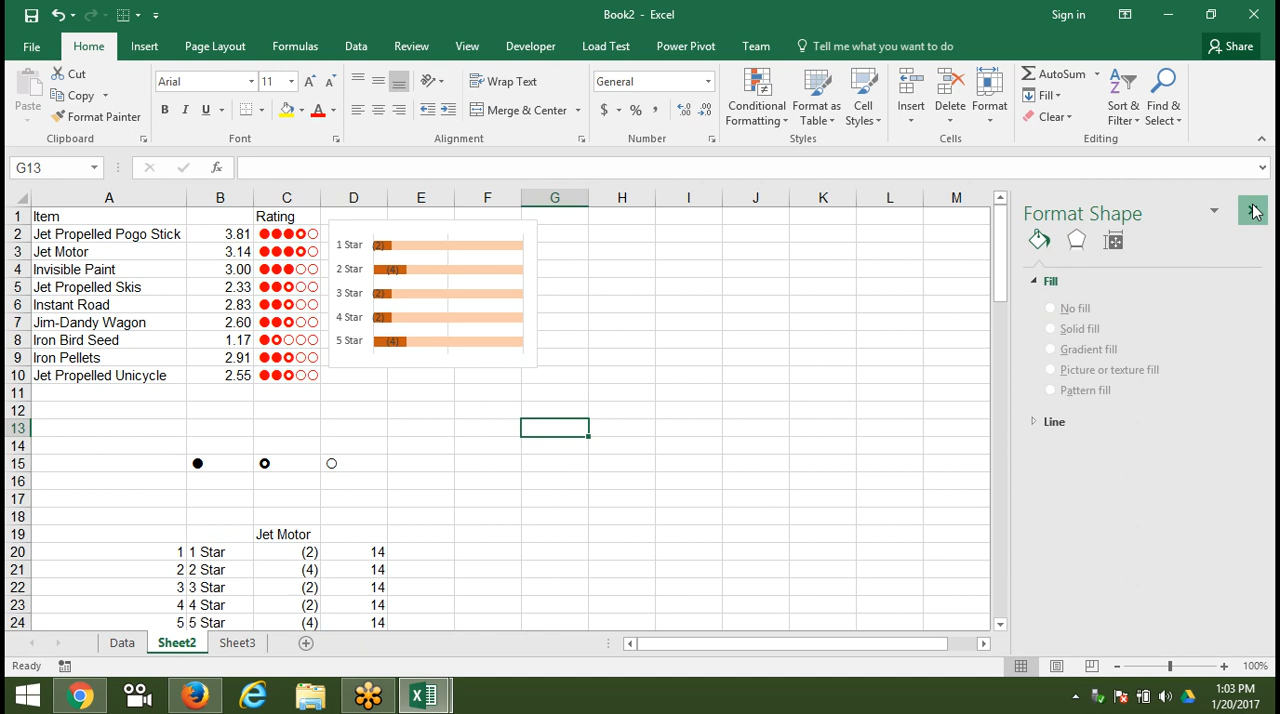 Book2 - Excel
Sign in
File Home Insert Page Layout Formulas Data Review View Developer Load Test Power Pivot Team Tell me what you want to do Share
Paste
Cut
Copy
Format Painter
Clipboard
Arial 11
B I U
Font
Wrap Text
Merge & Center
Alignment
General
$ % ,
Number
Conditional Formatting
Format as Table
Cell Styles
Styles
Insert Delete Format
Cells
AutoSum
Fill
Clear
Sort & Filter
Find & Select
Editing
G13 fx
A B C D E F G H I J K L M
1 Item Rating
2 Jet Propelled Pogo Stick 3.81
3 Jet Motor 3.14
4 Invisible Paint 3.00
5 Jet Propelled Skis 2.33
6 Instant Road 2.83
7 Jim-Dandy Wagon 2.60
8 Iron Bird Seed 1.17
9 Iron Pellets 2.91
10 Jet Propelled Unicycle 2.55
11
12
13
14
15
16
17
18
19 Jet Motor
20 1 1 Star (2) 14
21 2 2 Star (4) 14
22 3 3 Star (2) 14
23 4 4 Star (2) 14
24 5 5 Star (4) 14
1 Star (2)
2 Star (4)
3 Star (2)
4 Star (2)
5 Star (4)
Format Shape
Fill
No fill
Solid fill
Gradient fill
Picture or texture fill
Pattern fill
Line
Data Sheet2 Sheet3
Ready
100%
1:03 PM
1/20/2017